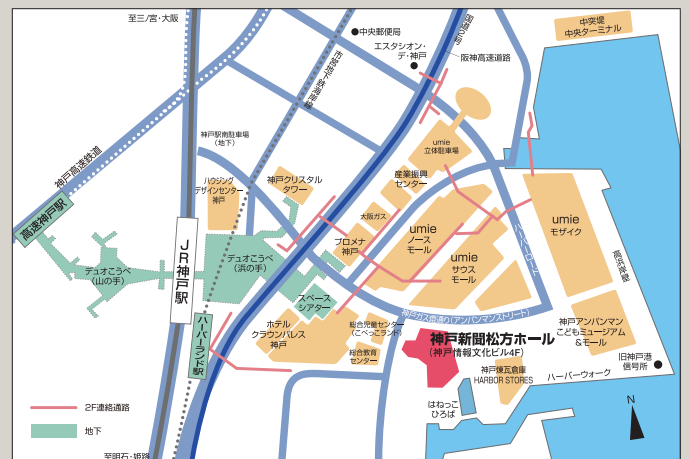 至三ノ宮・大阪
中央郵便局
エスタシオン・
デ・神戸
国道2号
阪神高速道路
中突堤
中央ターミナル
市営地下鉄海岸線
神戸駅南駐車場
(地下)
umie
立体駐車場
神戸高速鉄道
ハウジング
デザインセンター
神戸
神戸クリスタル
タワー
産業振興
センター
高速神戸駅
大阪ガス
umie
モザイク
umie
ノース
モール
プロメナ
神戸
ハーバーロード
JR神戸駅
デュオこうべ
(山の手)
デュオこうべ
(浜の手)
umie
サウス
モール
高浜岸壁
スペース
シアター
神戸ガス燈通り(アンパンマンストリート)
ハーバーランド駅
ホテル
クラウンパレス
神戸
総合児童センター
(こべっこランド)
神戸アンパンマン
こどもミュージアム
&モール
神戸新聞松方ホール
(神戸情報文化ビル4F)
総合教育
センター
旧神戸港
信号所
神戸煉瓦倉庫
HARBOR STORES
ハーバーウォーク
はねっこ
ひろば
N
2F連絡通路
地下
至明石・姫路